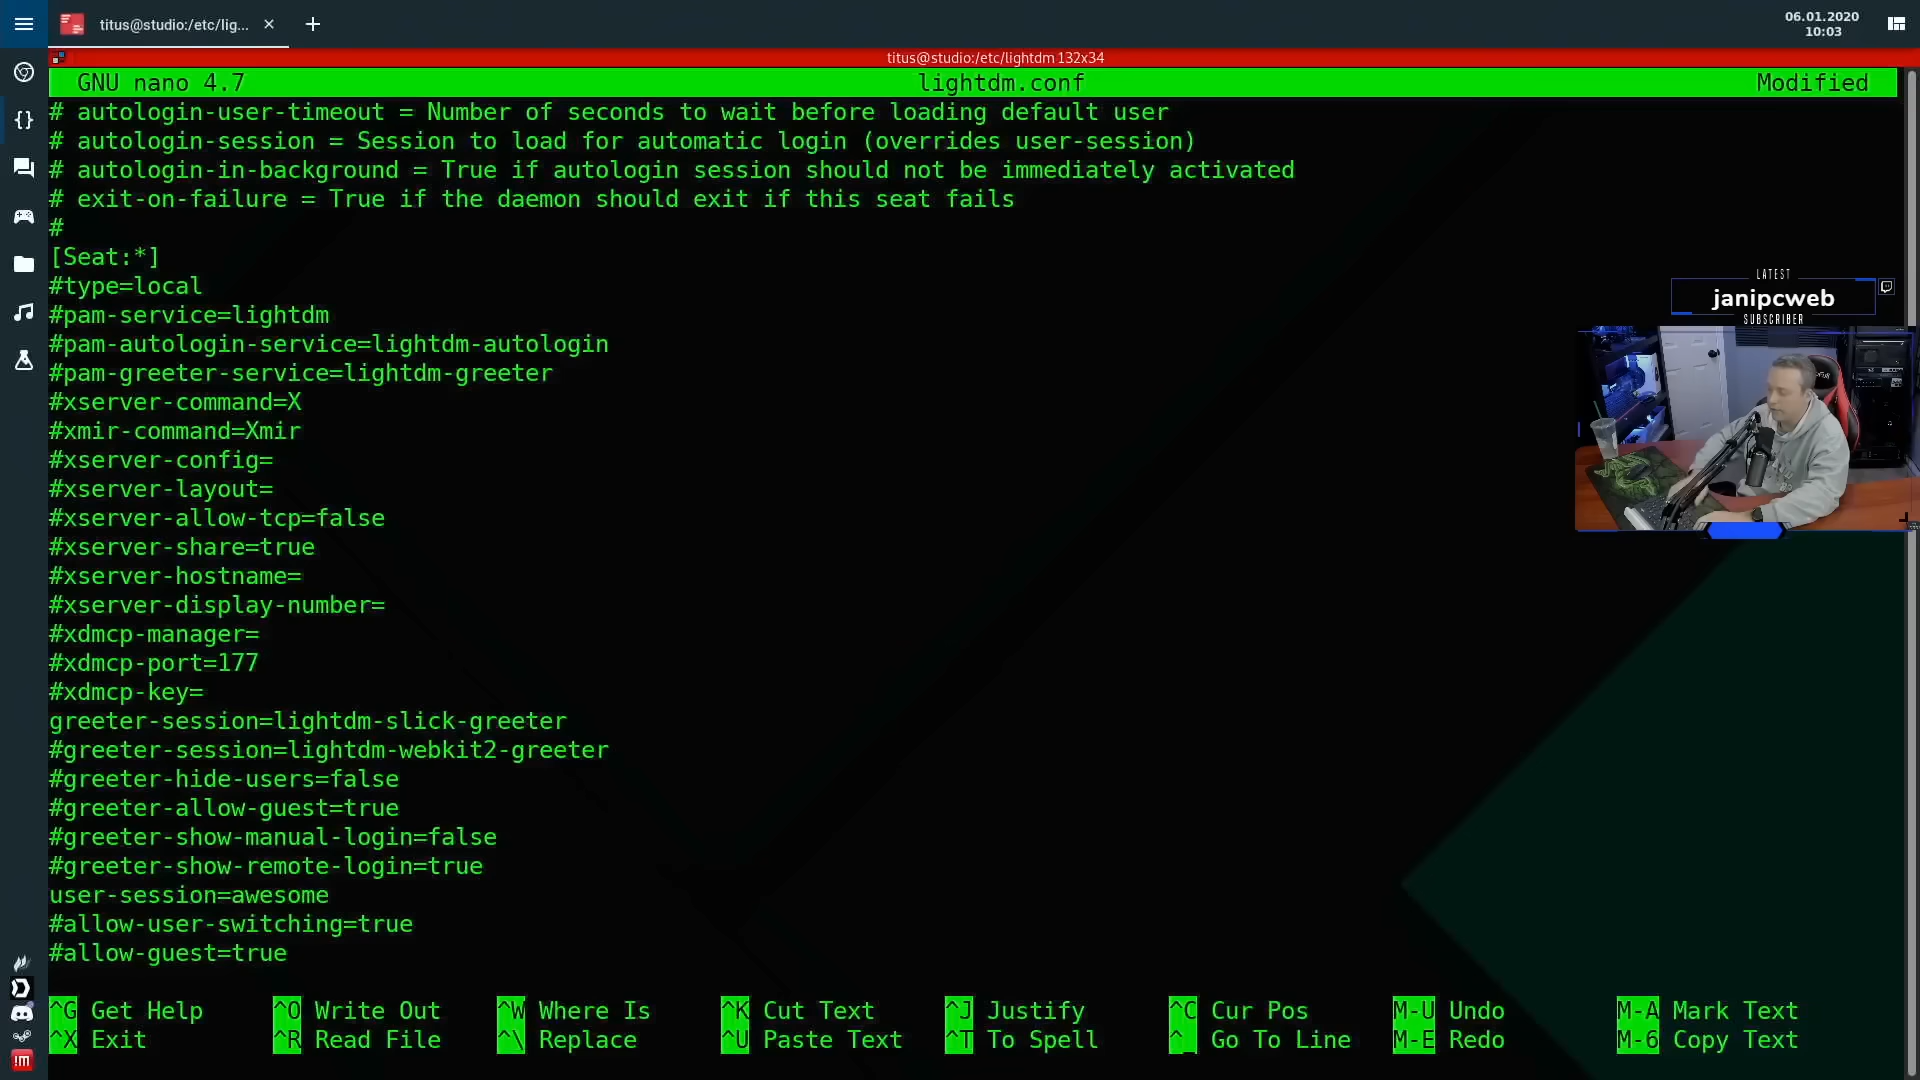 titus@studio:/etc/lig...
06.01.2020
10:03
titus@studio:/etc/lightdm 132x34
GNU nano 4.7 lightdm.conf Modified
# autologin-user-timeout = Number of seconds to wait before loading default user
# autologin-session = Session to load for automatic login (overrides user-session)
# autologin-in-background = True if autologin session should not be immediately activated
# exit-on-failure = True if the daemon should exit if this seat fails
#
[Seat:*]
#type=local
#pam-service=lightdm
#pam-autologin-service=lightdm-autologin
#pam-greeter-service=lightdm-greeter
#xserver-command=X
#xmir-command=Xmir
#xserver-config=
#xserver-layout=
#xserver-allow-tcp=false
#xserver-share=true
#xserver-hostname=
#xserver-display-number=
#xdmcp-manager=
#xdmcp-port=177
#xdmcp-key=
greeter-session=lightdm-slick-greeter
#greeter-session=lightdm-webkit2-greeter
#greeter-hide-users=false
#greeter-allow-guest=true
#greeter-show-manual-login=false
#greeter-show-remote-login=true
user-session=awesome
#allow-user-switching=true
#allow-guest=true
LATEST
janipcweb
SUBSCRIBER
^G Get Help ^O Write Out ^W Where Is ^K Cut Text ^J Justify ^C Cur Pos M-U Undo M-A Mark Text
^X Exit ^R Read File ^\ Replace ^U Paste Text ^T To Spell ^_ Go To Line M-E Redo M-6 Copy Text
!m